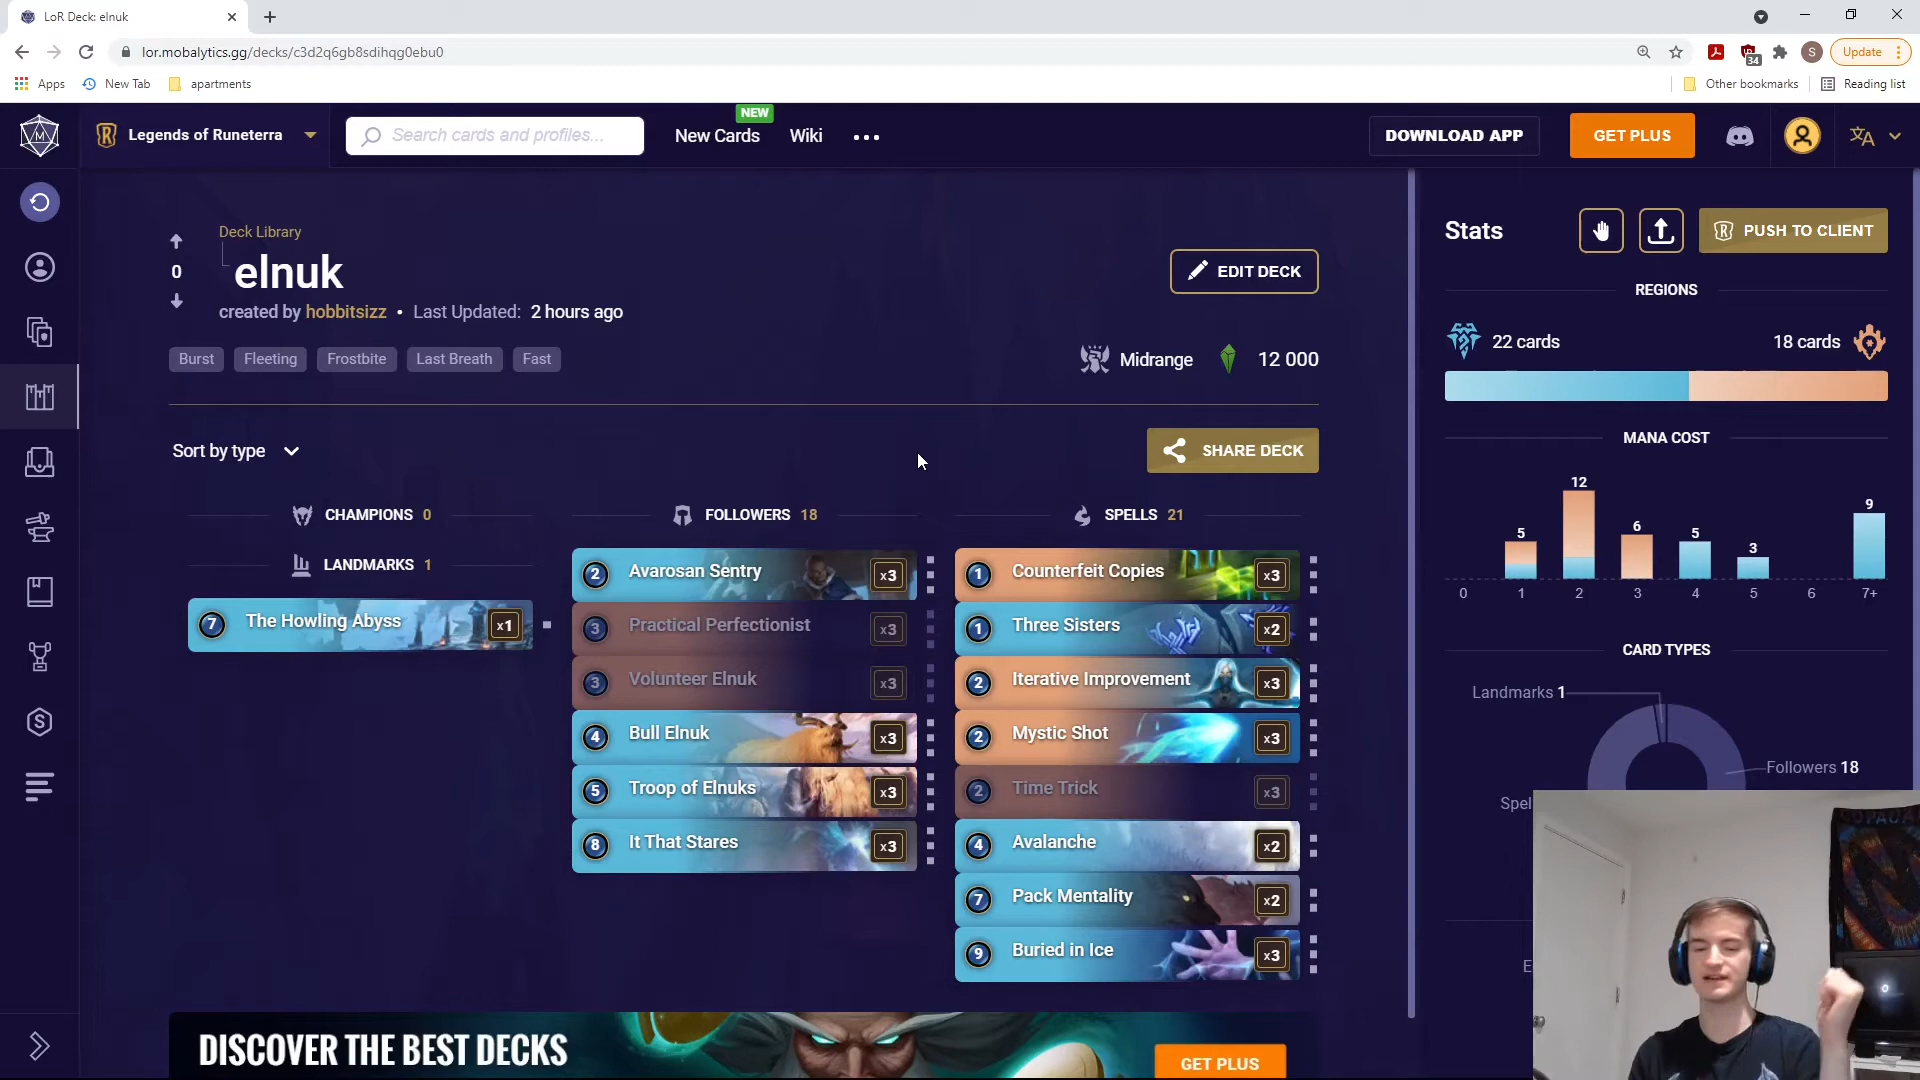 LoR Deck: elnuk
lor.mobalytics.gg/decks/c3d2q6gb8sdihqg0ebu0
34
S
Update
Apps
New Tab
apartments
Other bookmarks
Reading list
M
Legends of Runeterra
Search cards and profiles...
NEW
New Cards
Wiki
DOWNLOAD APP
GET PLUS
Deck Library
0
elnuk
created by hobbitsizz • Last Updated: 2 hours ago
EDIT DECK
Burst
Fleeting
Frostbite
Last Breath
Fast
Midrange
12 000
Sort by type
SHARE DECK
CHAMPIONS 0
LANDMARKS 1
7 The Howling Abyss x1
FOLLOWERS 18
2 Avarosan Sentry x3
3 Practical Perfectionist x3
3 Volunteer Elnuk x3
4 Bull Elnuk x3
5 Troop of Elnuks x3
8 It That Stares x3
SPELLS 21
1 Counterfeit Copies x3
1 Three Sisters x2
2 Iterative Improvement x3
2 Mystic Shot x3
2 Time Trick x3
4 Avalanche x2
7 Pack Mentality x2
9 Buried in Ice x3
DISCOVER THE BEST DECKS
GET PLUS
Stats
PUSH TO CLIENT
REGIONS
22 cards
18 cards
MANA COST
5
12
6
5
3
9
0 1 2 3 4 5 6 7+
CARD TYPES
Landmarks 1
Followers 18
Spel
E